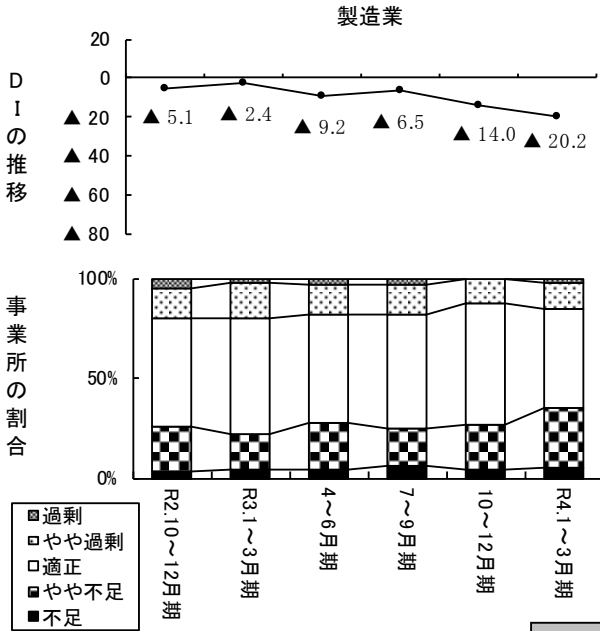 製造業
DIの推移
20
0
▲ 20
▲ 40
▲ 60
▲ 80
▲ 5.1
▲ 2.4
▲ 9.2
▲ 6.5
▲ 14.0
▲ 20.2
事業所の割合
100%
50%
0%
R2.10～12月期
R3.1～3月期
4～6月期
7～9月期
10～12月期
R4.1～3月期
過剰
やや過剰
適正
やや不足
不足